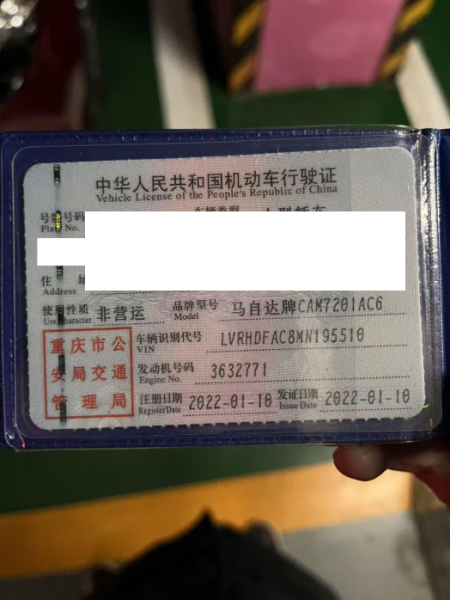 中华人民共和国机动车行驶证
Vehicle License of the People's Republic of China
号牌号码 车辆类型
Plate No.
住 址
Address
使用性质 非营运 品牌型号 马自达牌CAM7201AC6
Use Character Model
重庆市公
安局交通
管理局
车辆识别代号 LVRHDFAC8MN195510
VIN
发动机号码 3632771
Engine No.
注册日期 2022-01-10 发证日期 2022-01-10
Register Date Issue Date